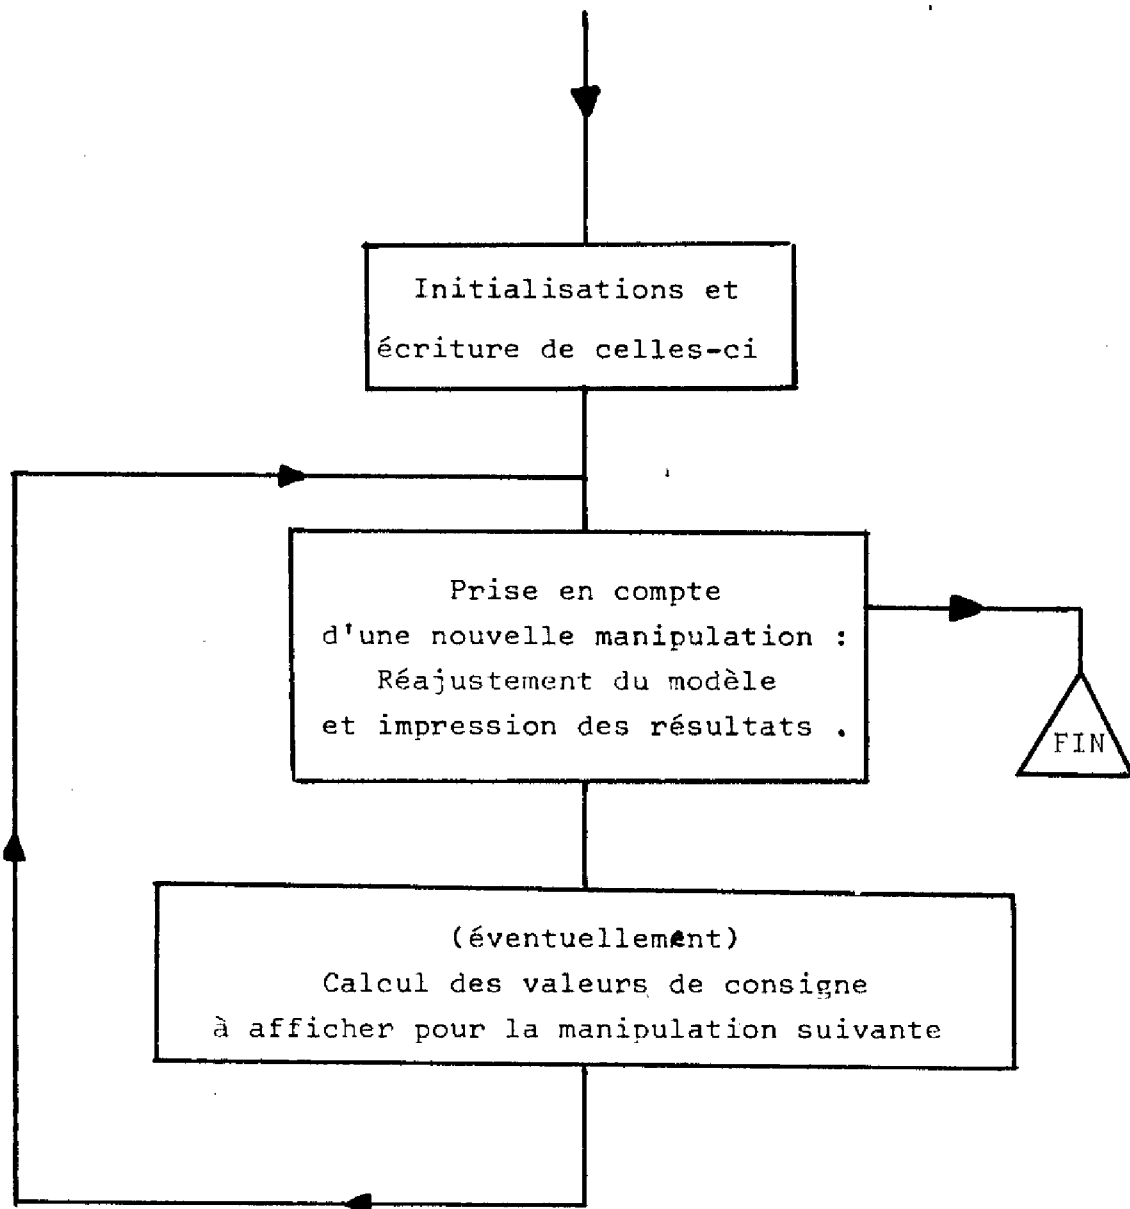 Initialisations et
écriture de celles-ci
Prise en compte
d'une nouvelle manipulation :
Réajustement du modèle
et impression des résultats .
FIN
(éventuellement)
Calcul des valeurs de consigne
à afficher pour la manipulation suivante